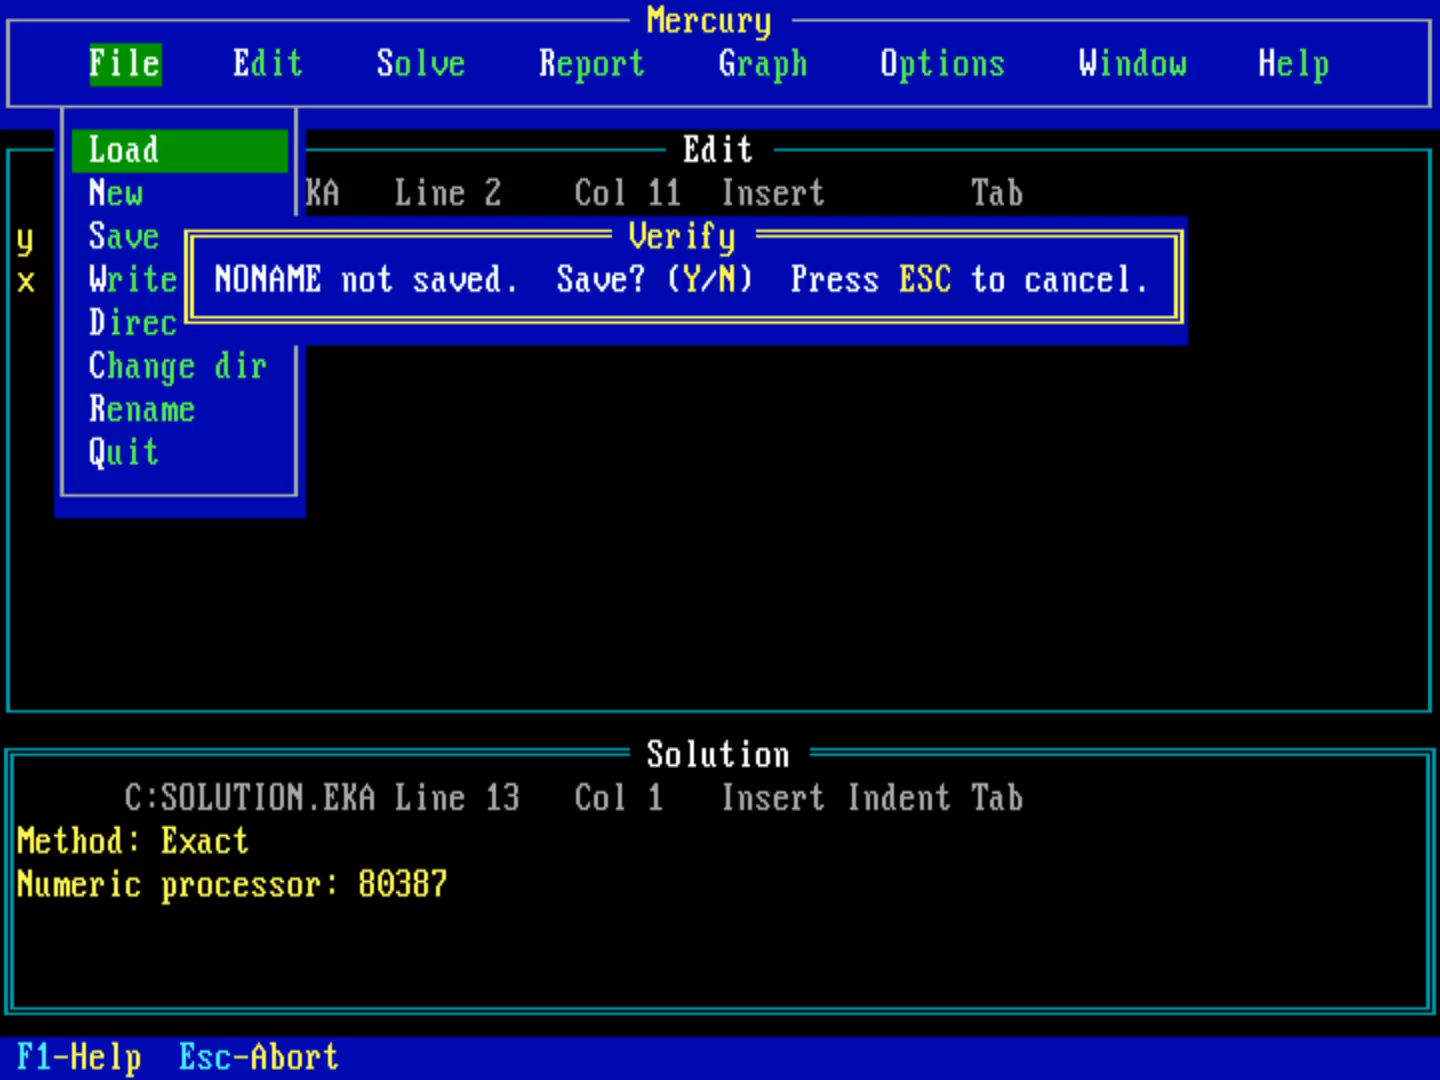 Mercury
File Edit Solve Report Graph Options Window Help
Load
Edit
New
KA Line 2 Col 11 Insert Tab
y
Save
Verify
x
Write
NONAME not saved. Save? (Y/N) Press ESC to cancel.
Direc
Change dir
Rename
Quit
Solution
C:SOLUTION.EKA Line 13 Col 1 Insert Indent Tab
Method: Exact
Numeric processor: 80387
F1-Help Esc-Abort